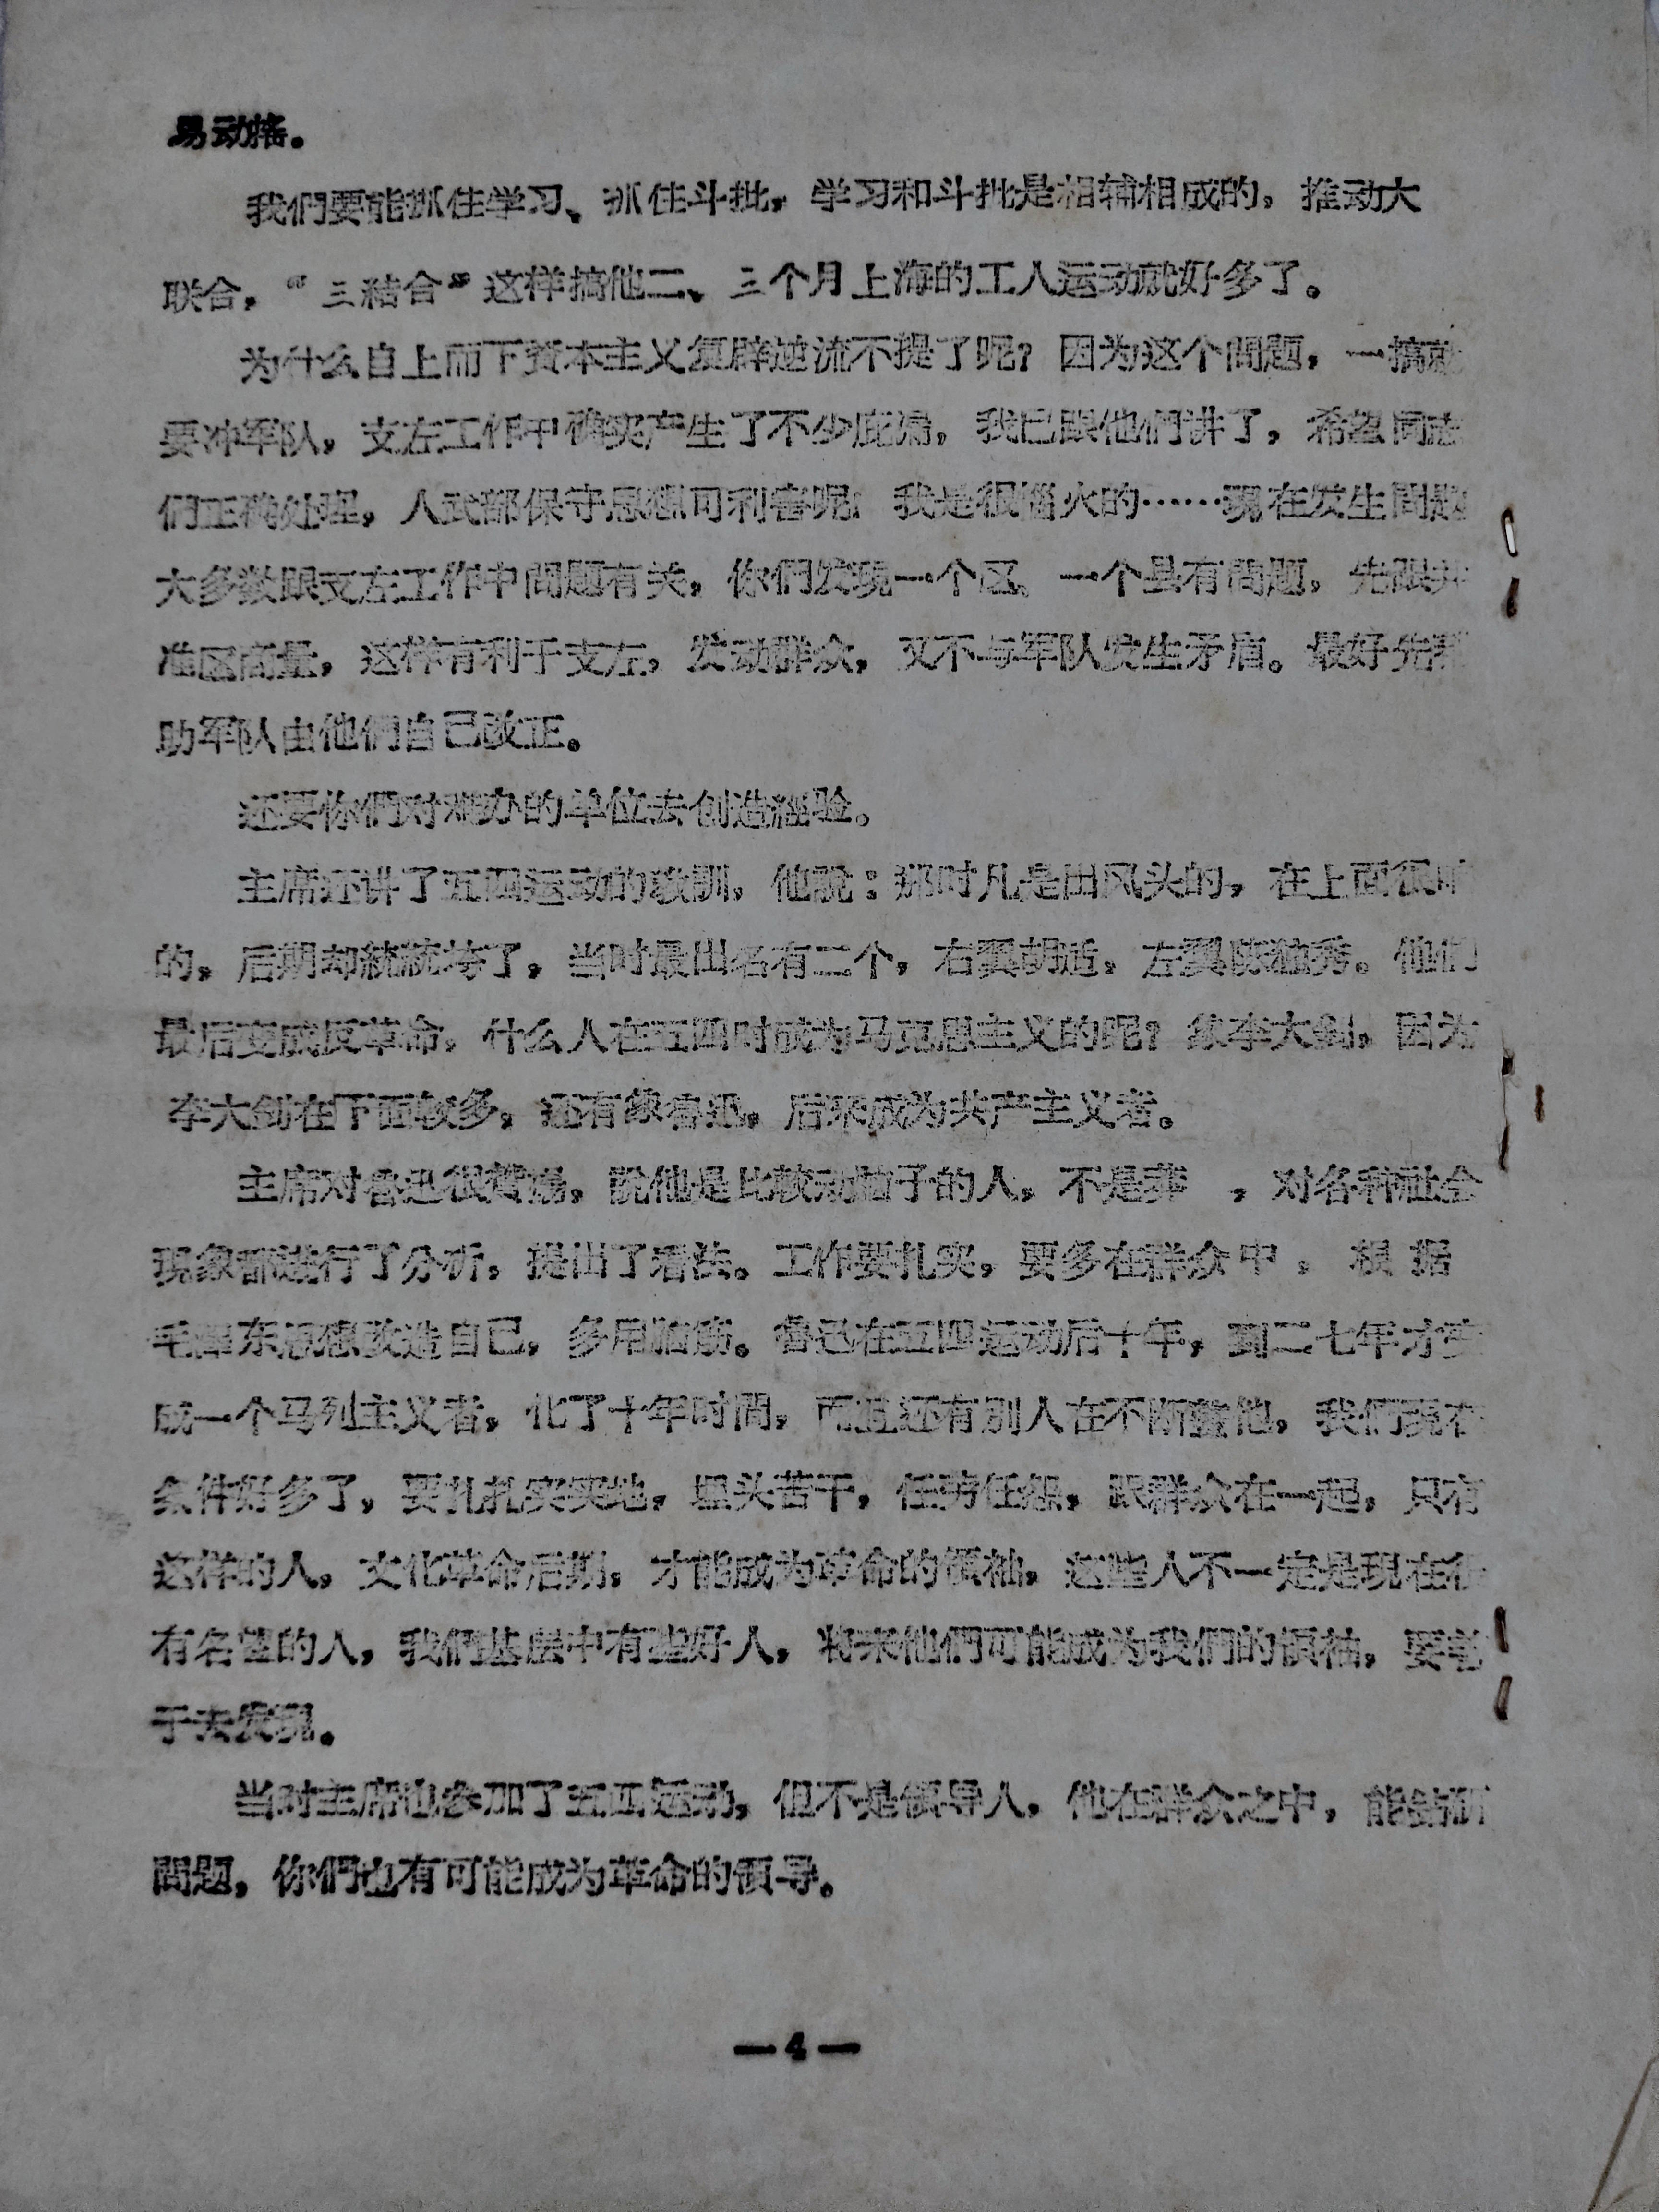 易动摇。
我們要能抓住学习、抓住斗批，学习和斗批是相辅相成的，推动大
联合，“三結合”这样搞他二、三个月上海的工人运动就好多了。
为什么自上而下资本主义复辟逆流不提了呢？因为这个問题，一搞就
要冲军队，支左工作中确实产生了不少庛漏，我已跟他們讲了，希望同志
們正确处理，人武部保守思想可利害呢！我是很恼火的……現在发生問题
大多数跟支左工作中問题有关，你們发現一个区、一个县有問题，先跟井
准区商量，这样有利于支左，发动群众，又不与军队发生矛盾。最好先帮
助军队由他們自己改正。
还要你們对难办的单位去创造經验。
主席还讲了五四运动的教訓，他說：那时凡是出风头的，在上面很
的，后期却統統垮了，当时最出名有二个，右翼胡适，左翼陈独秀。他们
最后变成反革命，什么人在五四时成为马克思主义的呢？象李大釗，因为
李大釗在下面较多，还有象魯迅，后来成为共产主义者。
主席对魯迅很贊揚，說他是比较动脑子的人，不是莽 ，对各种社会
現象都进行了分析，提出了看法。工作要扎实，要多在群众中，根据
毛泽东思想改造自己，多用脑筋。魯迅在五四运动后十年，到二七年才变
成一个马列主义者，化了十年时間，而且还有别人在不断整他，我们現在
条件好多了，要扎扎实实地，埋头苦干，任劳任怨，跟群众在一起，只有
这样的人，文化革命后期，才能成为革命的領袖，这些人不一定是現在很
有名望的人，我們基层中有些好人，将来他們可能成为我們的領袖，要善
于去发現。
当时主席也参加了五四运动，但不是領导人，他在群众之中，能鉆研
問题，你們也有可能成为革命的領导。
—4—